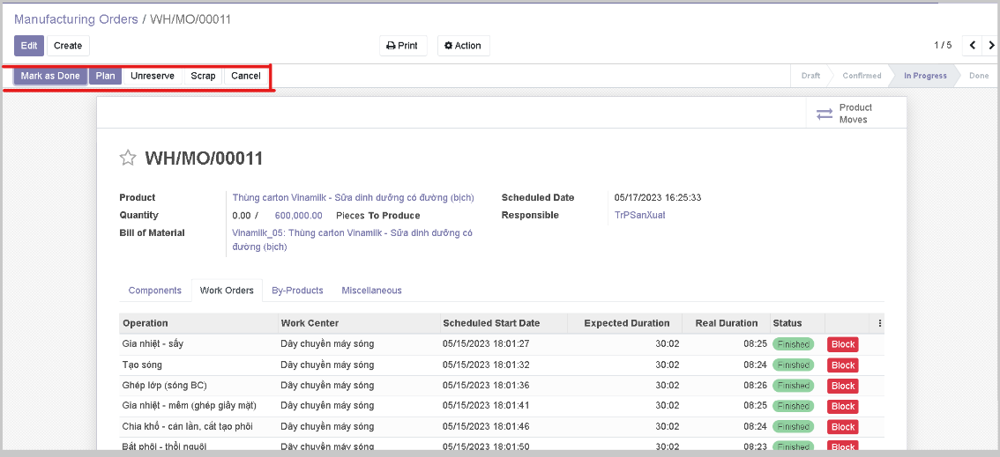 Manufacturing Orders / WH/MO/00011
Edit Create Print Action 1 / 5
Mark as Done Plan Unreserve Scrap Cancel Draft Confirmed In Progress Done
Product
Moves
WH/MO/00011
Product Thùng carton Vinamilk - Sữa dinh dưỡng có đường (bịch) Scheduled Date 05/17/2023 16:25:33
Quantity 0.00 / 600,000.00 Pieces To Produce Responsible TrPSanXuat
Bill of Material Vinamilk_05: Thùng carton Vinamilk - Sữa dinh dưỡng có
đường (bịch)
Components Work Orders By-Products Miscellaneous
Operation Work Center Scheduled Start Date Expected Duration Real Duration Status
Gia nhiệt - sấy Dây chuyền máy sóng 05/15/2023 18:01:27 30:02 08:25 Finished Block
Tạo sóng Dây chuyền máy sóng 05/15/2023 18:01:32 30:02 08:24 Finished Block
Ghép lớp (sóng BC) Dây chuyền máy sóng 05/15/2023 18:01:36 30:02 08:26 Finished Block
Gia nhiệt - mềm (ghép giấy mặt) Dây chuyền máy sóng 05/15/2023 18:01:41 30:02 08:25 Finished Block
Chia khổ - cán lằn, cắt tạo phôi Dây chuyền máy sóng 05/15/2023 18:01:46 30:02 08:24 Finished Block
Bắt phôi - thổi nguội Dây chuyền máy sóng 05/15/2023 18:01:50 30:02 08:23 Finished Block